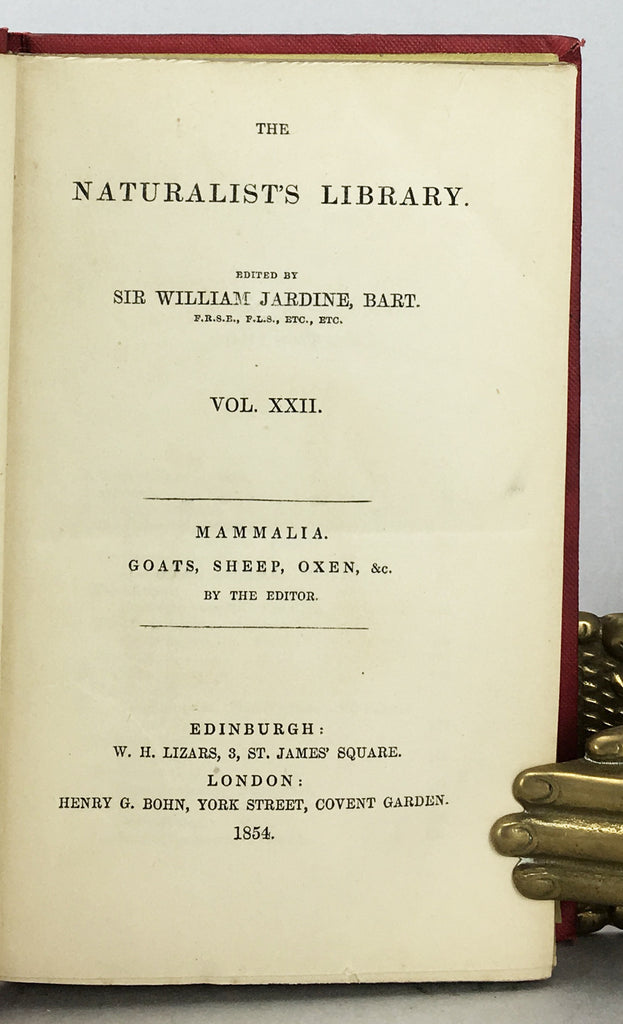 THE
NATURALIST'S LIBRARY.
EDITED BY
SIR WILLIAM JARDINE, BART.
F.R.S.E., F.L.S., ETC., ETC.
VOL. XXII.
MAMMALIA.
GOATS, SHEEP, OXEN, &c.
BY THE EDITOR.
EDINBURGH:
W. H. LIZARS, 3, ST. JAMES' SQUARE.
LONDON:
HENRY G. BOHN, YORK STREET, COVENT GARDEN.
1854.